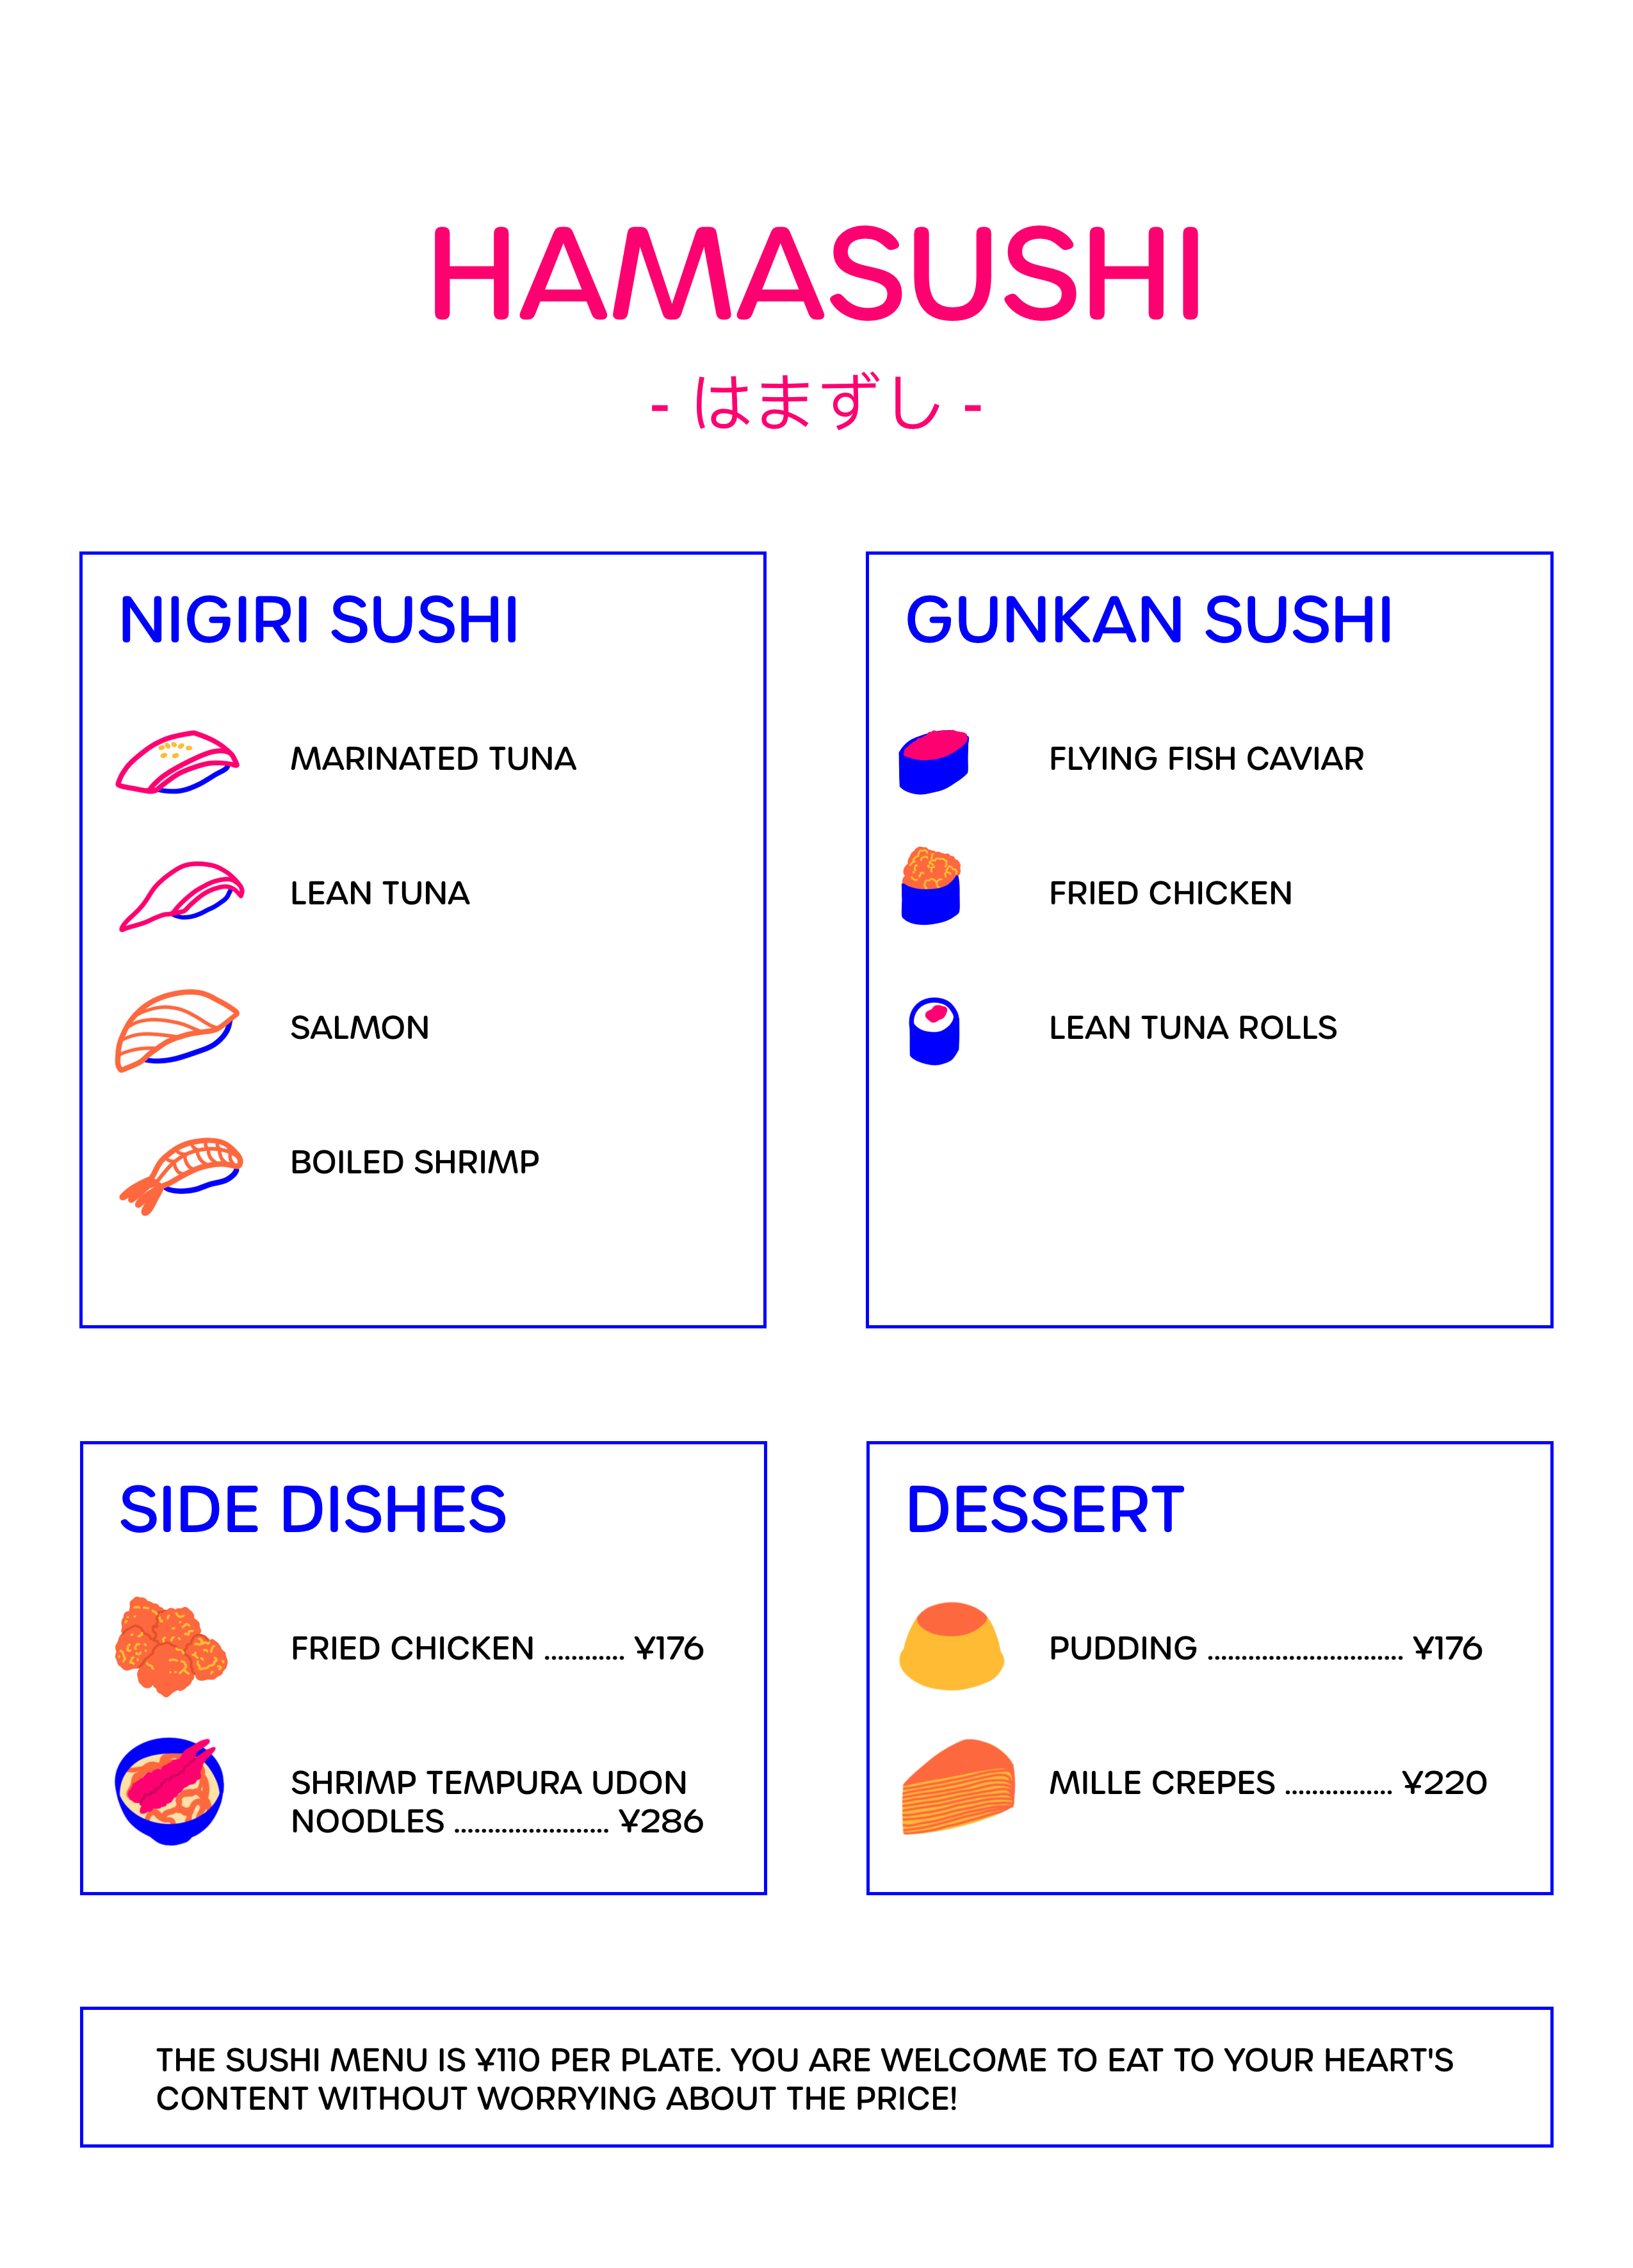 HAMASUSHI
- はまずし -
NIGIRI SUSHI
MARINATED TUNA
LEAN TUNA
SALMON
BOILED SHRIMP
GUNKAN SUSHI
FLYING FISH CAVIAR
FRIED CHICKEN
LEAN TUNA ROLLS
SIDE DISHES
FRIED CHICKEN ............ ¥176
SHRIMP TEMPURA UDON
NOODLES ....................... ¥286
DESSERT
PUDDING ............................. ¥176
MILLE CREPES ................ ¥220
THE SUSHI MENU IS ¥110 PER PLATE. YOU ARE WELCOME TO EAT TO YOUR HEART'S
CONTENT WITHOUT WORRYING ABOUT THE PRICE!